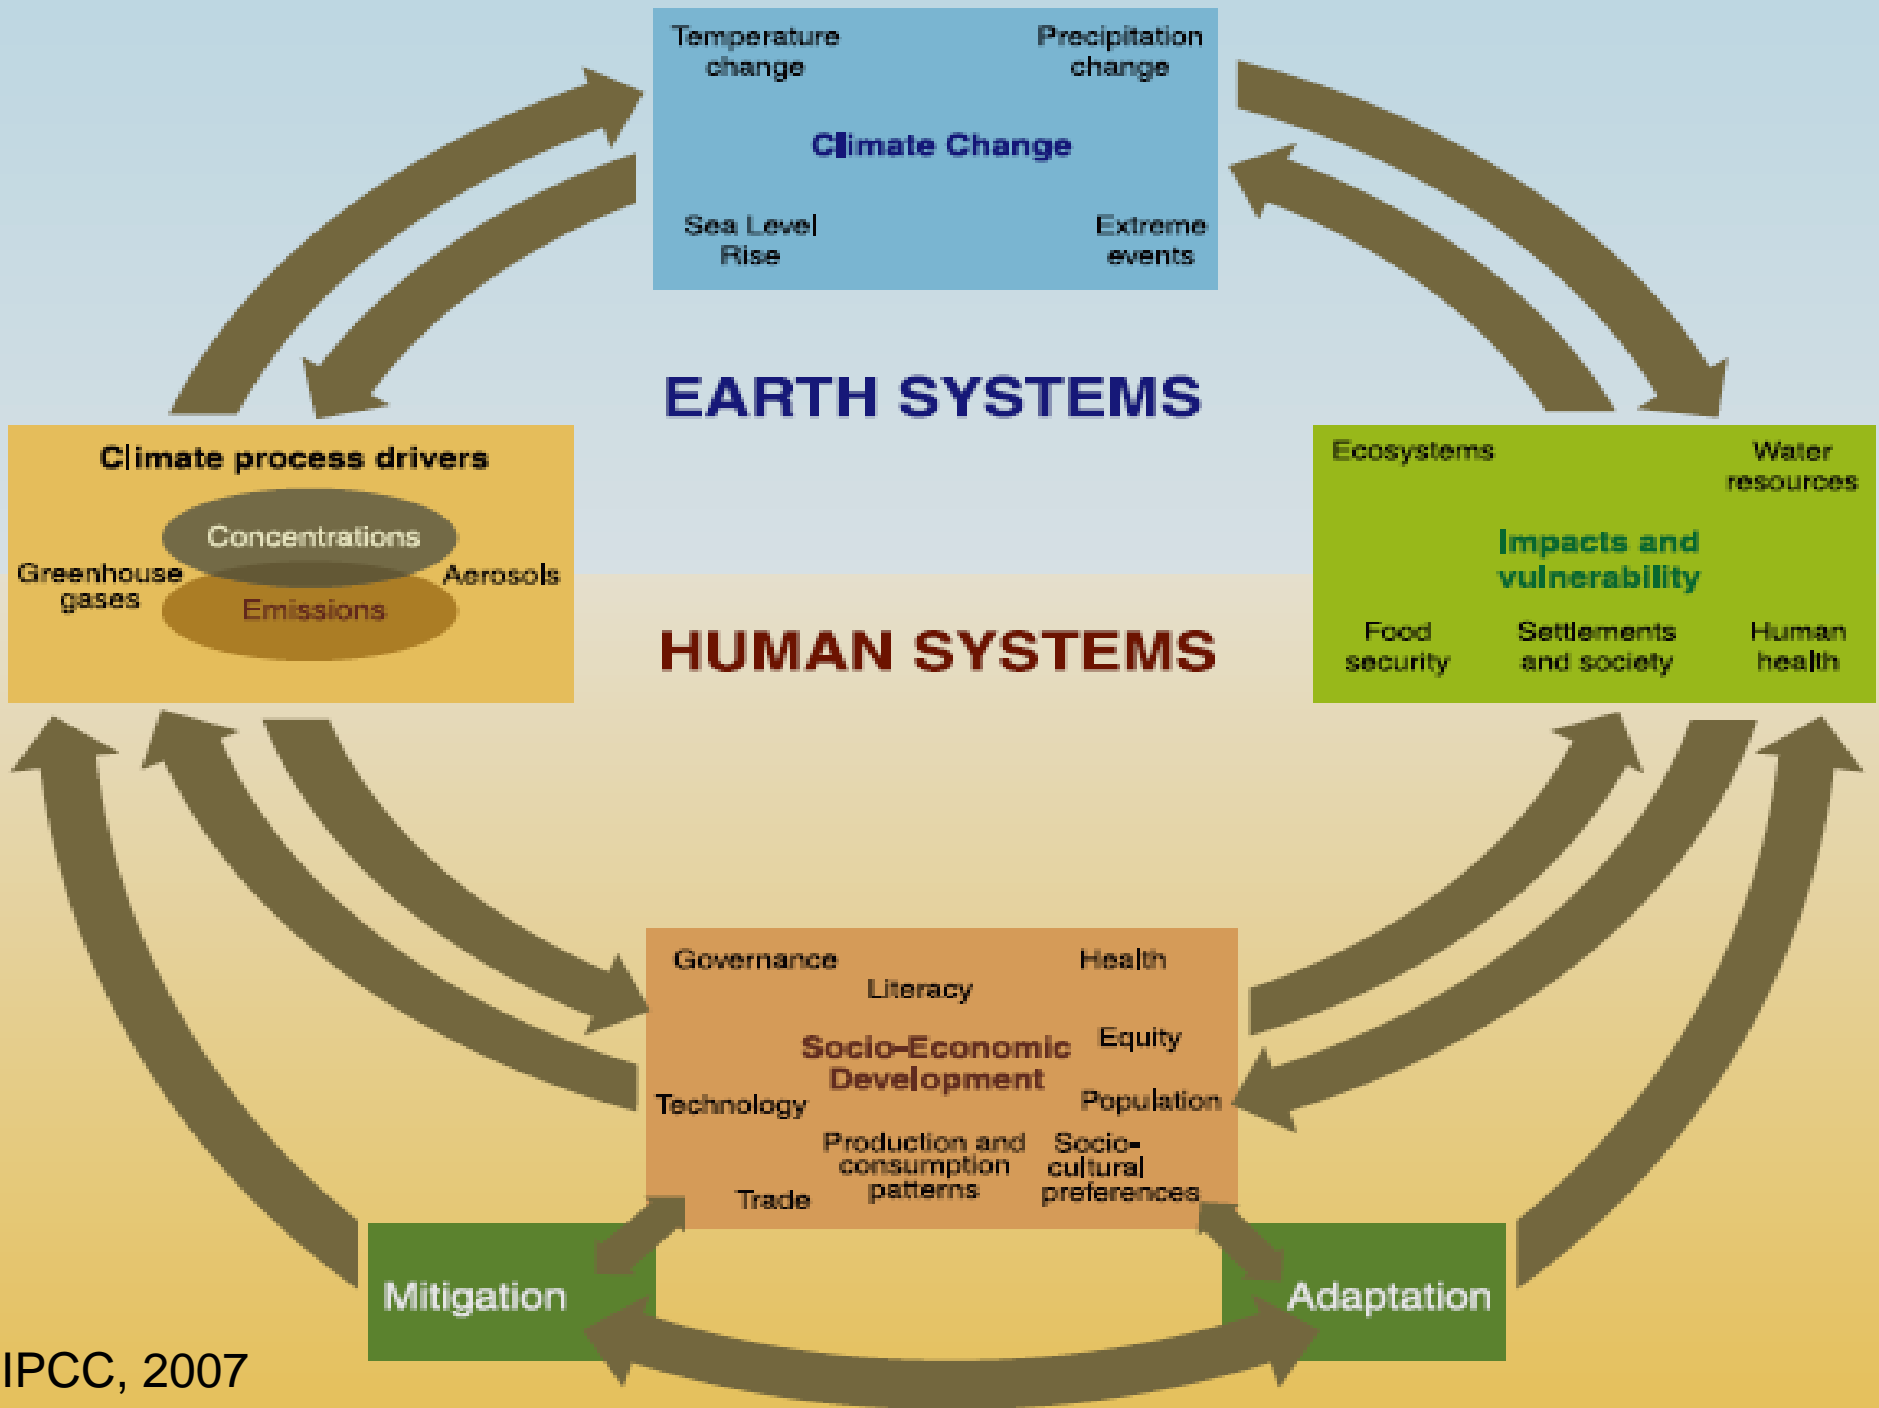 Temperature
change
Precipitation
change
Climate Change
Sea Level
Rise
Extreme
events
EARTH SYSTEMS
Climate process drivers
Concentrations
Greenhouse
gases
Aerosols
Emissions
Ecosystems
Water
resources
Impacts and
vulnerability
Food
security
Settlements
and society
Human
health
HUMAN SYSTEMS
Governance
Literacy
Health
Socio-Economic
Development
Equity
Technology
Population
Production and
consumption
patterns
Socio-
cultural
preferences
Trade
Mitigation
Adaptation
IPCC, 2007